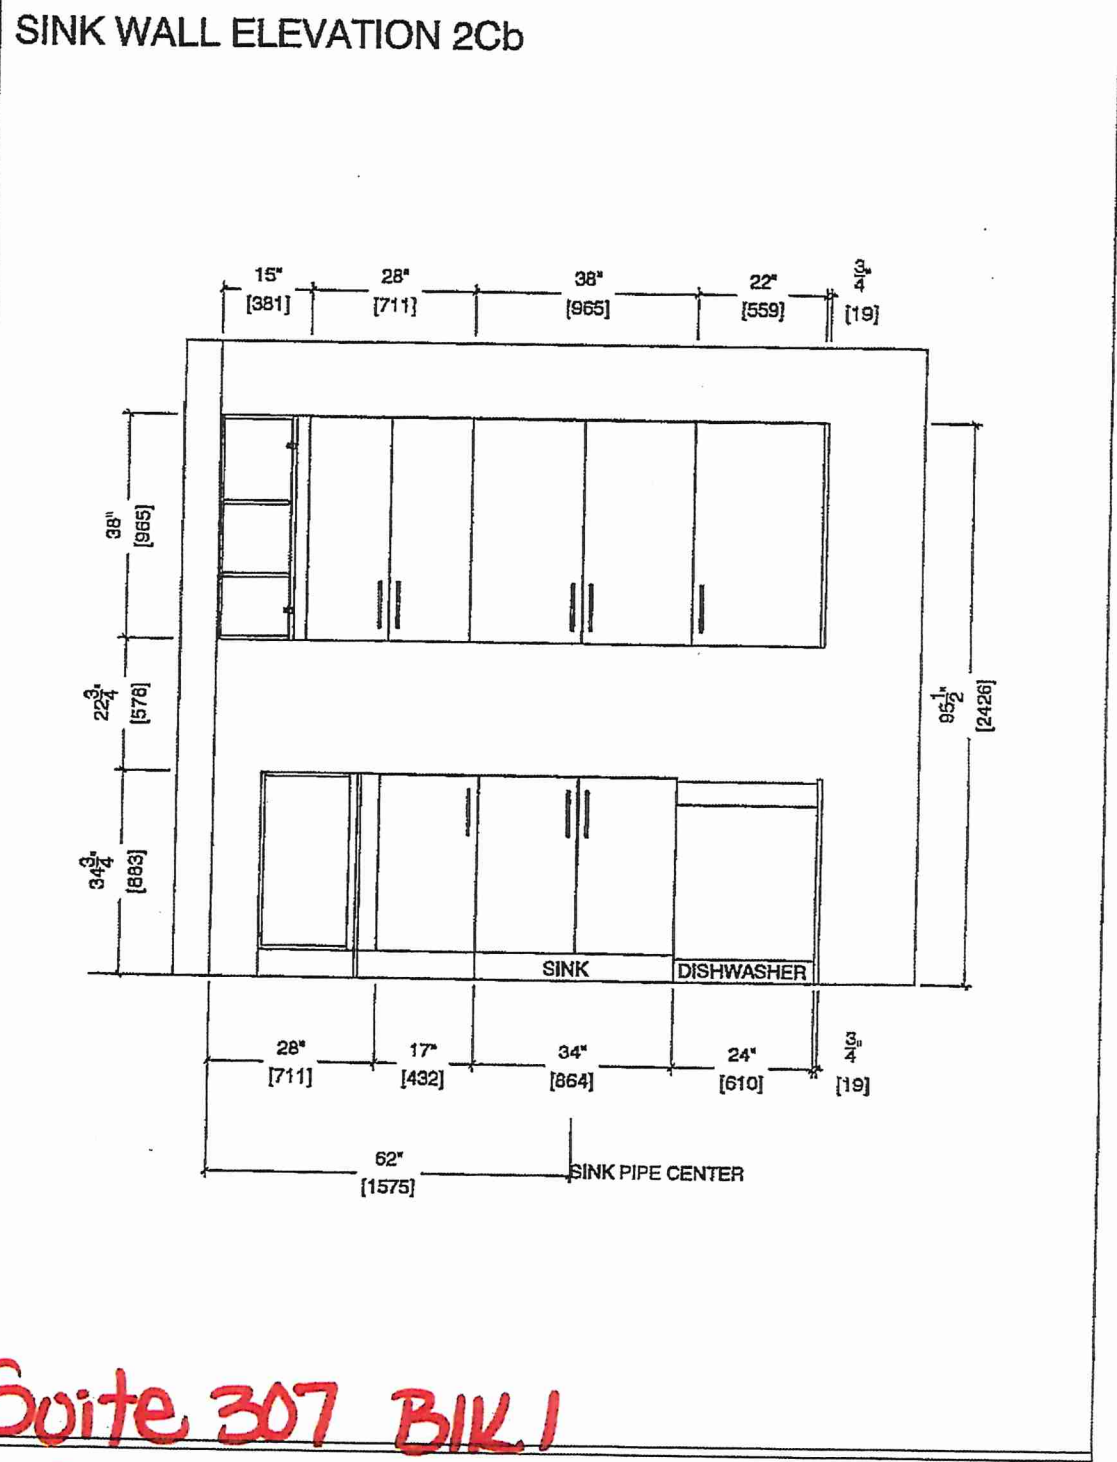 SINK WALL ELEVATION 2Cb
15" 28" 38" 22" 3/4"
[381] [711] [965] [559] [19]
38"
[965]
22 3/4"
[578]
34 3/4"
[883]
95 1/2"
[2426]
SINK DISHWASHER
28" 17" 34" 24" 3/4"
[711] [432] [864] [610] [19]
62"
[1575]
SINK PIPE CENTER
Suite 307 BlK 1